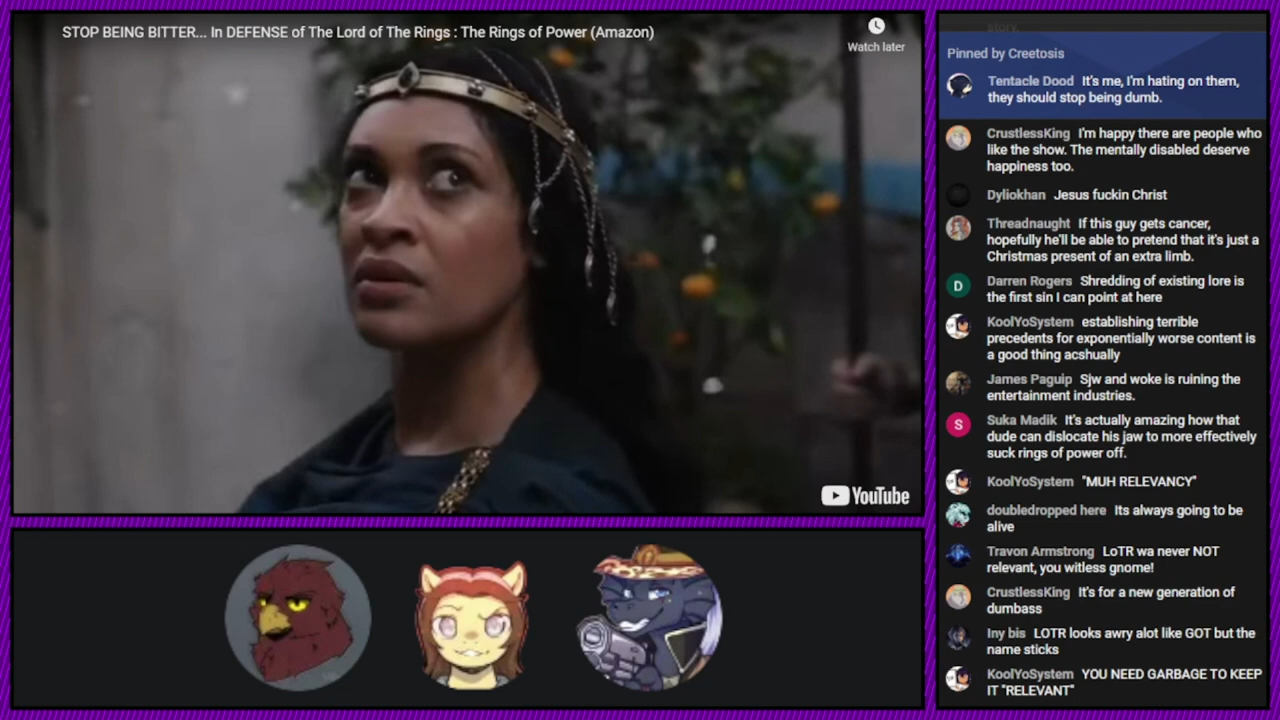 STOP BEING BITTER... In DEFENSE of The Lord of The Rings : The Rings of Power (Amazon)
Watch later
YouTube
story.
Pinned by Creetosis
Tentacle Dood It's me, I'm hating on them,
they should stop being dumb.
CrustlessKing I'm happy there are people who
like the show. The mentally disabled deserve
happiness too.
Dyliokhan Jesus fuckin Christ
Threadnaught If this guy gets cancer,
hopefully he'll be able to pretend that it's just a
Christmas present of an extra limb.
D
Darren Rogers Shredding of existing lore is
the first sin I can point at here
KoolYoSystem establishing terrible
precedents for exponentially worse content is
a good thing acshually
James Paguip Sjw and woke is ruining the
entertainment industries.
S
Suka Madik It's actually amazing how that
dude can dislocate his jaw to more effectively
suck rings of power off.
KoolYoSystem "MUH RELEVANCY"
doubledropped here Its always going to be
alive
Travon Armstrong LoTR wa never NOT
relevant, you witless gnome!
CrustlessKing It's for a new generation of
dumbass
Iny bis LOTR looks awry alot like GOT but the
name sticks
KoolYoSystem YOU NEED GARBAGE TO KEEP
IT "RELEVANT"